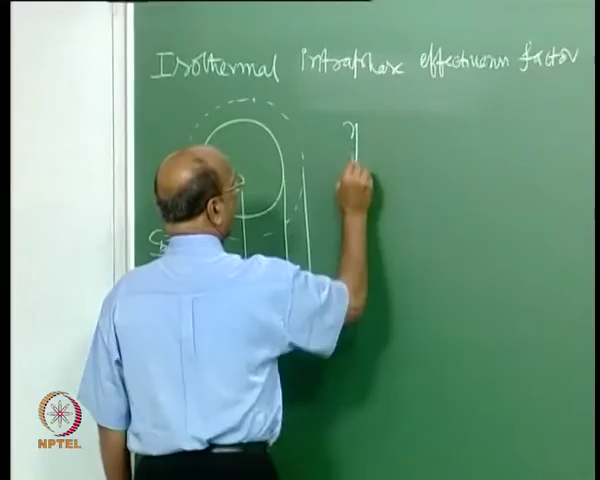 Isothermal intraphase effectiveness factor
η
NPTEL